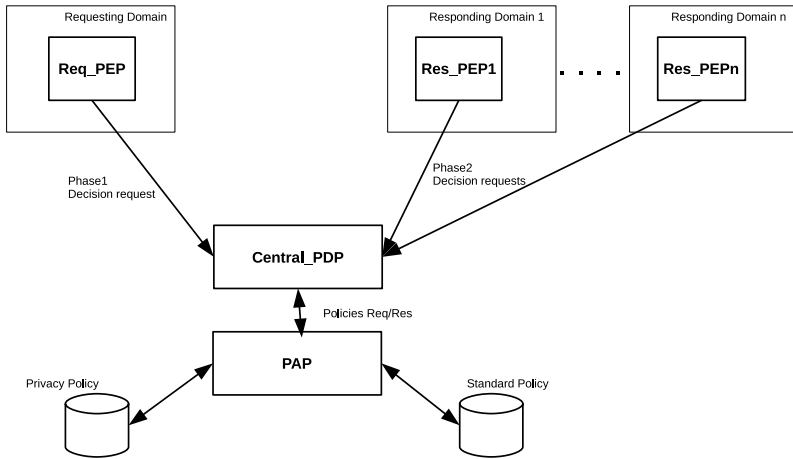 Requesting Domain
Responding Domain 1
Responding Domain n
Req_PEP
Res_PEP1
Res_PEPn
Phase1
Decision request
Phase2
Decision requests
Central_PDP
Policies Req/Res
PAP
Privacy Policy
Standard Policy